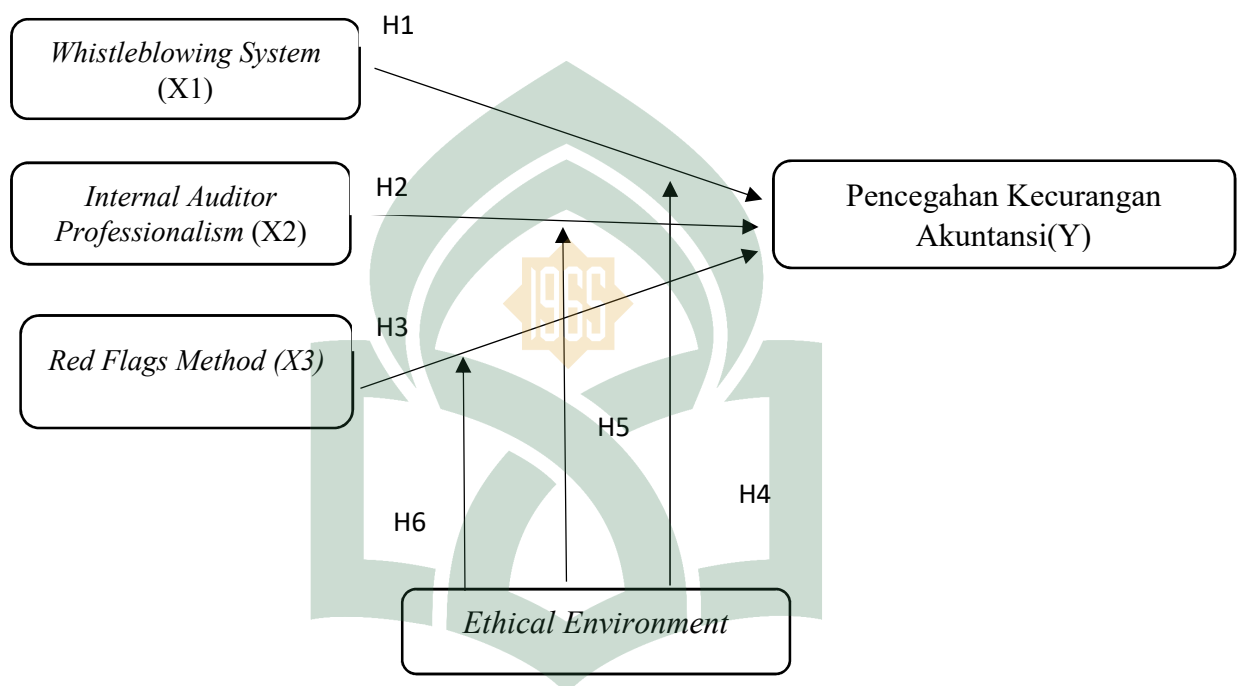 H1
Whistleblowing System
(X1)
H2
Internal Auditor
Professionalism (X2)
Pencegahan Kecurangan
Akuntansi(Y)
1965
H3
Red Flags Method (X3)
H5
H4
H6
Ethical Environment